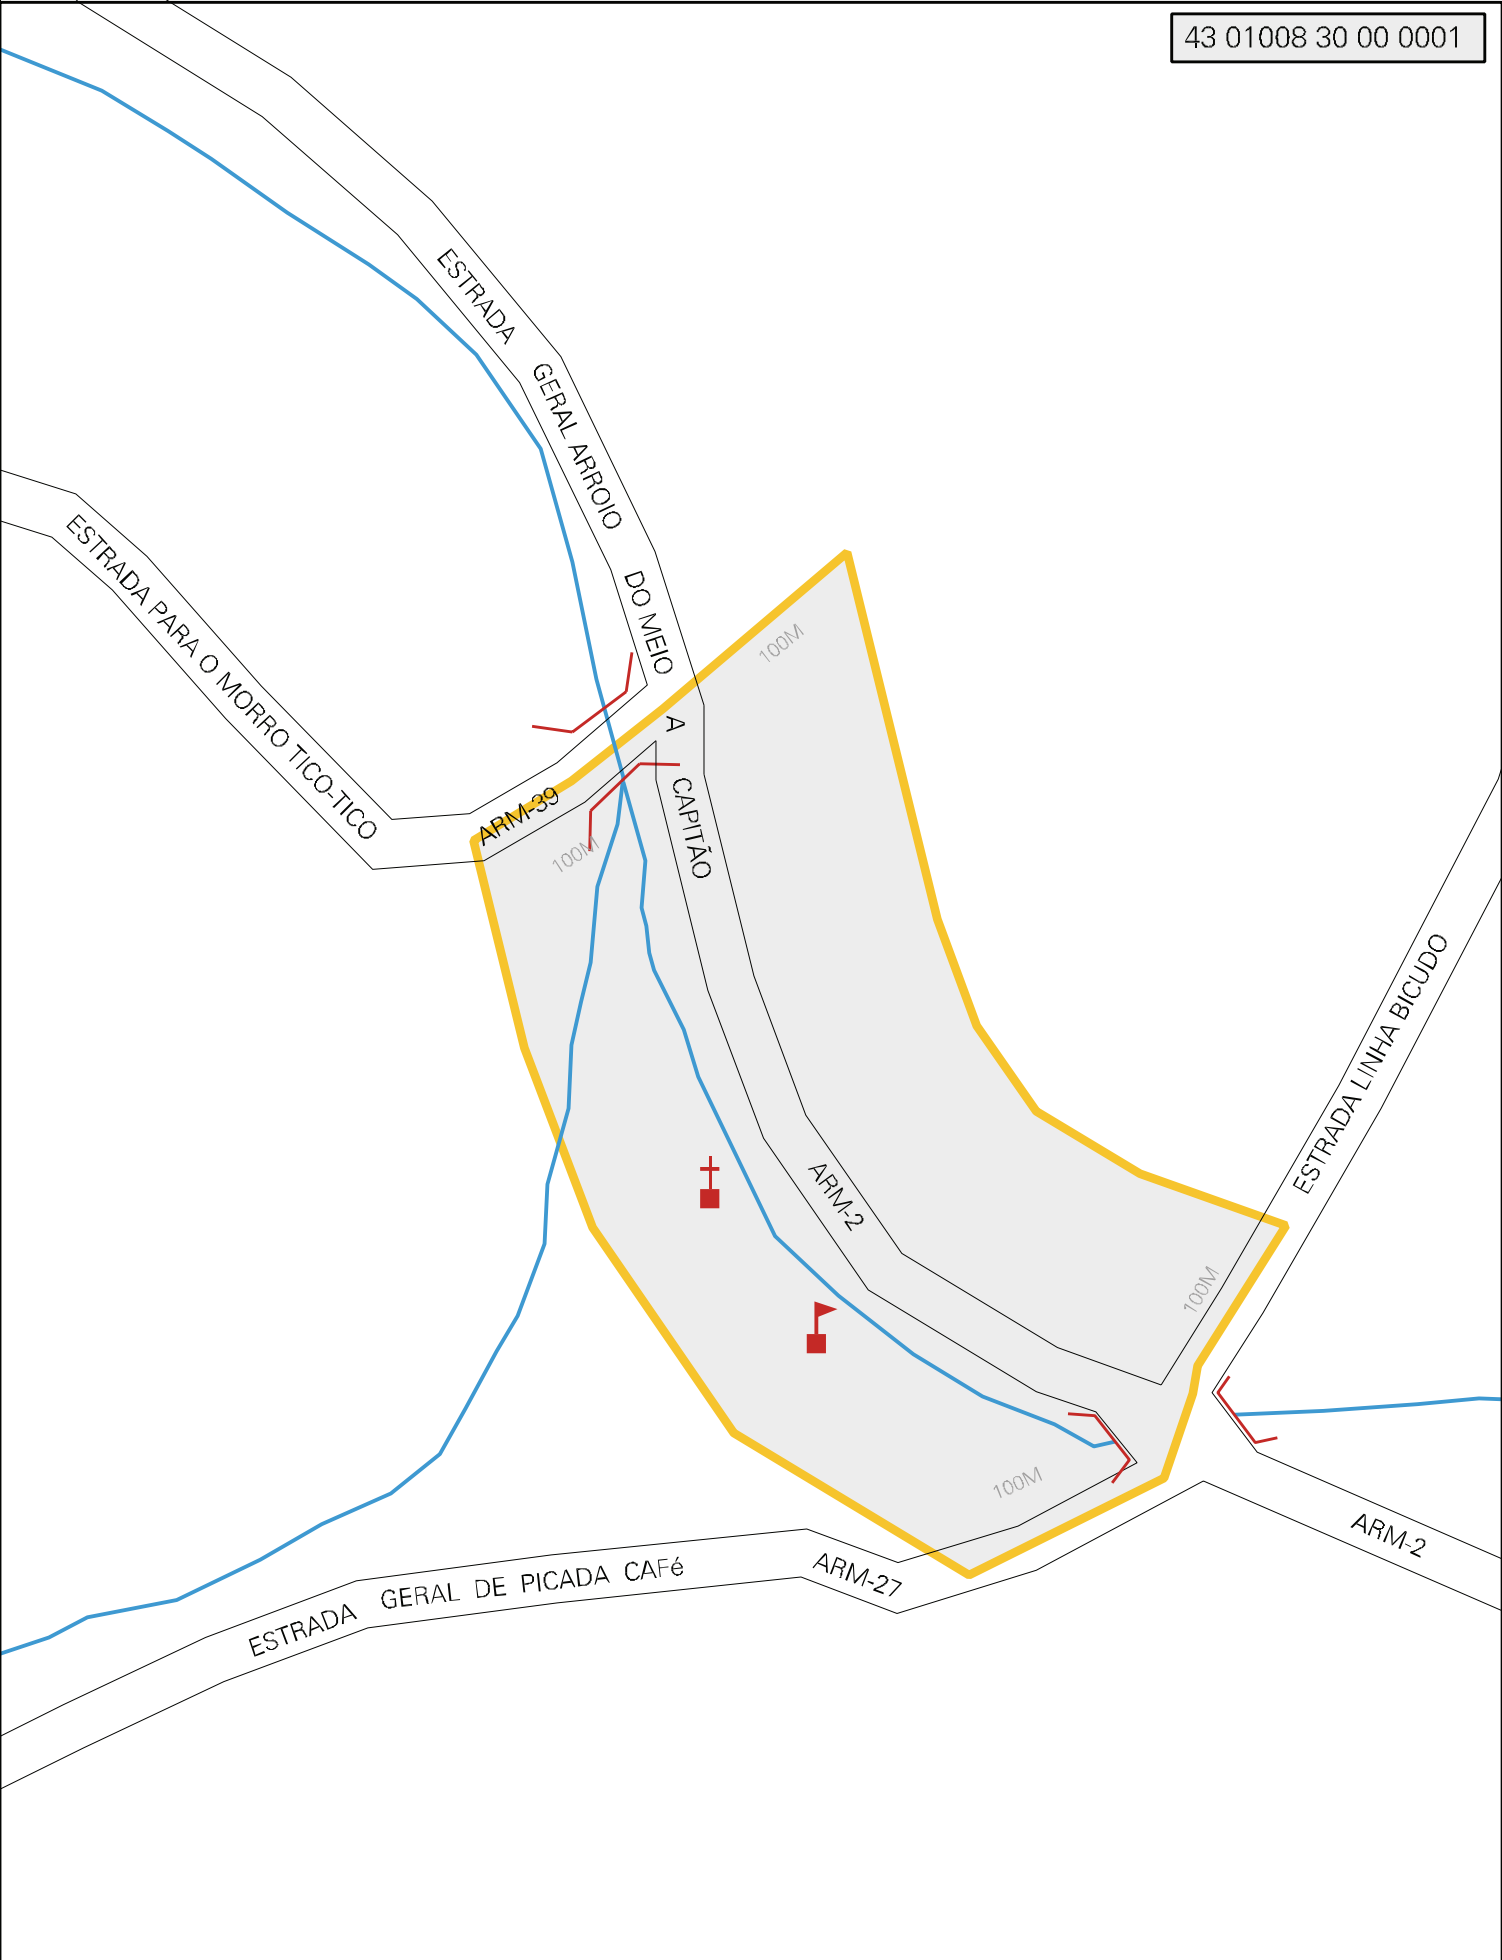 43 01008 30 00 0001
ESTRADA GERAL ARROIO DO MEIO A CAPITÃO
ESTRADA PARA O MORRO TICO-TICO
100M
ARM-39
100M
ESTRADA LINHA BICUDO
ARM-2
100M
100M
ARM-2
ARM-27
ESTRADA GERAL DE PICADA CAFé